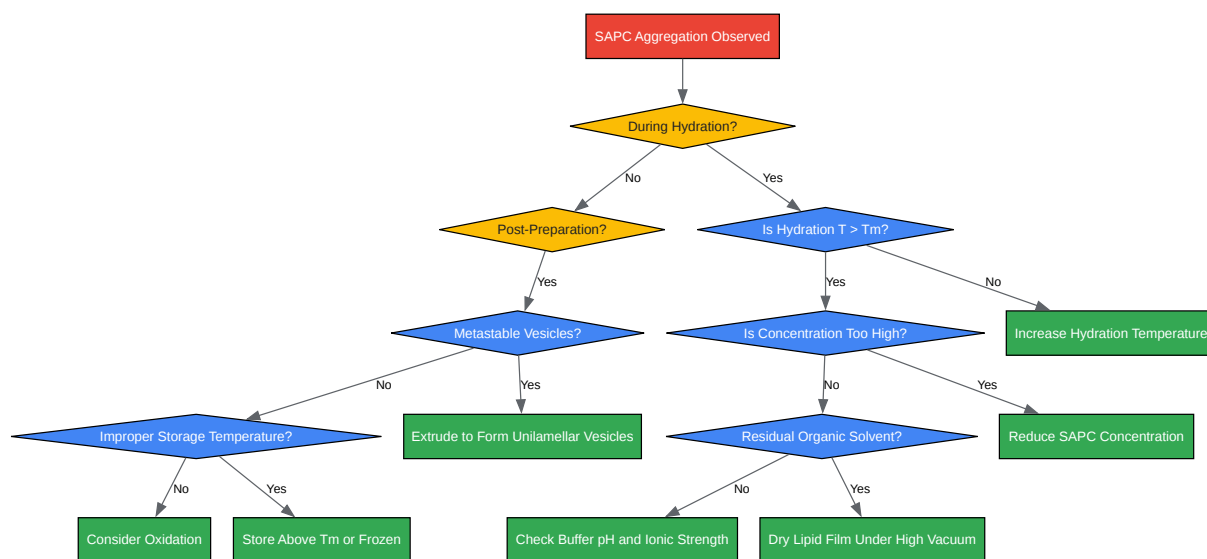 SAPC Aggregation Observed
During Hydration?
No
Yes
Post-Preparation?
Is Hydration T > Tm?
Yes
Yes
No
Metastable Vesicles?
Is Concentration Too High?
Increase Hydration Temperature
No
Yes
No
Yes
Improper Storage Temperature?
Extrude to Form Unilamellar Vesicles
Residual Organic Solvent?
Reduce SAPC Concentration
No
Yes
No
Yes
Consider Oxidation
Store Above Tm or Frozen
Check Buffer pH and Ionic Strength
Dry Lipid Film Under High Vacuum